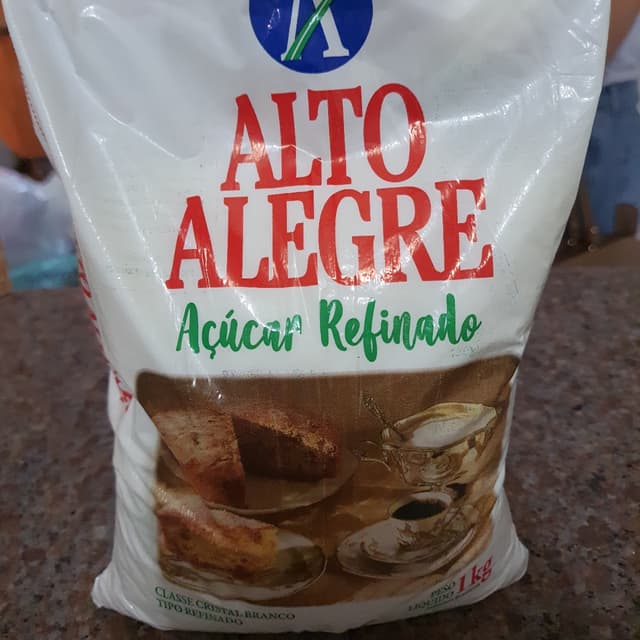 A
ALTO
ALEGRE
Açúcar Refinado
CLASSE CRISTAL BRANCO
TIPO REFINADO
PESO
LÍQUIDO 1 kg